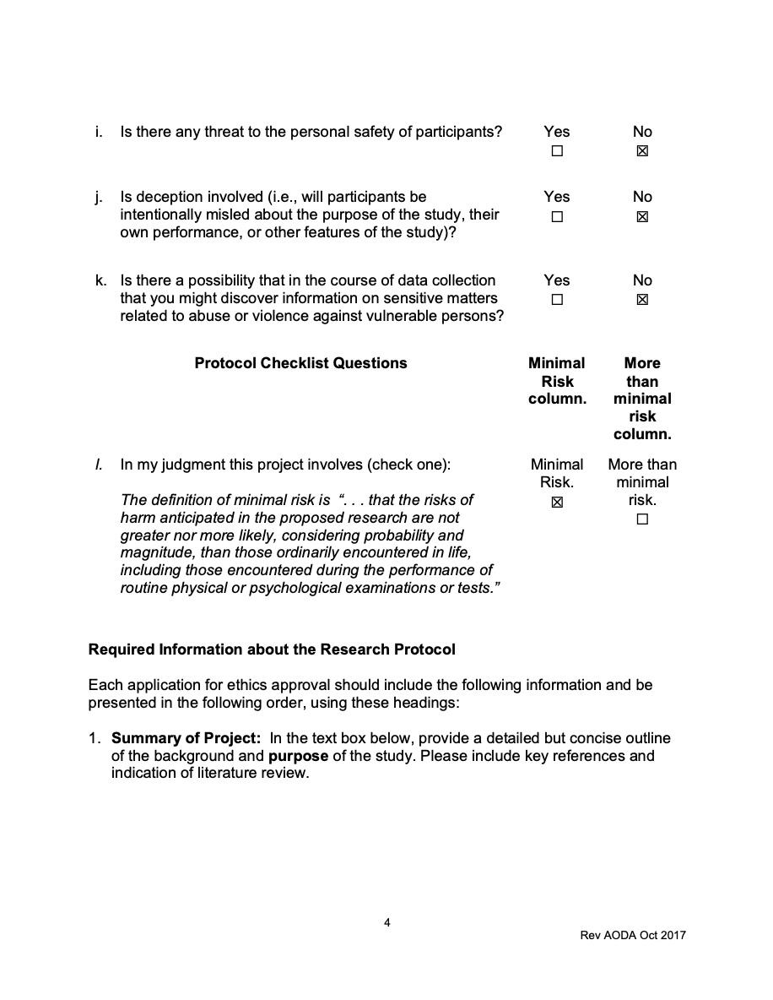 i. Is there any threat to the personal safety of participants? Yes No
☐ ☒
j. Is deception involved (i.e., will participants be Yes No
intentionally misled about the purpose of the study, their ☐ ☒
own performance, or other features of the study)?
k. Is there a possibility that in the course of data collection Yes No
that you might discover information on sensitive matters ☐ ☒
related to abuse or violence against vulnerable persons?
Protocol Checklist Questions Minimal More
Risk than
column. minimal
risk
column.
l. In my judgment this project involves (check one): Minimal More than
Risk. minimal
The definition of minimal risk is “. . . that the risks of ☒ risk.
harm anticipated in the proposed research are not ☐
greater nor more likely, considering probability and
magnitude, than those ordinarily encountered in life,
including those encountered during the performance of
routine physical or psychological examinations or tests.”
Required Information about the Research Protocol
Each application for ethics approval should include the following information and be
presented in the following order, using these headings:
1. Summary of Project: In the text box below, provide a detailed but concise outline
of the background and purpose of the study. Please include key references and
indication of literature review.
4
Rev AODA Oct 2017